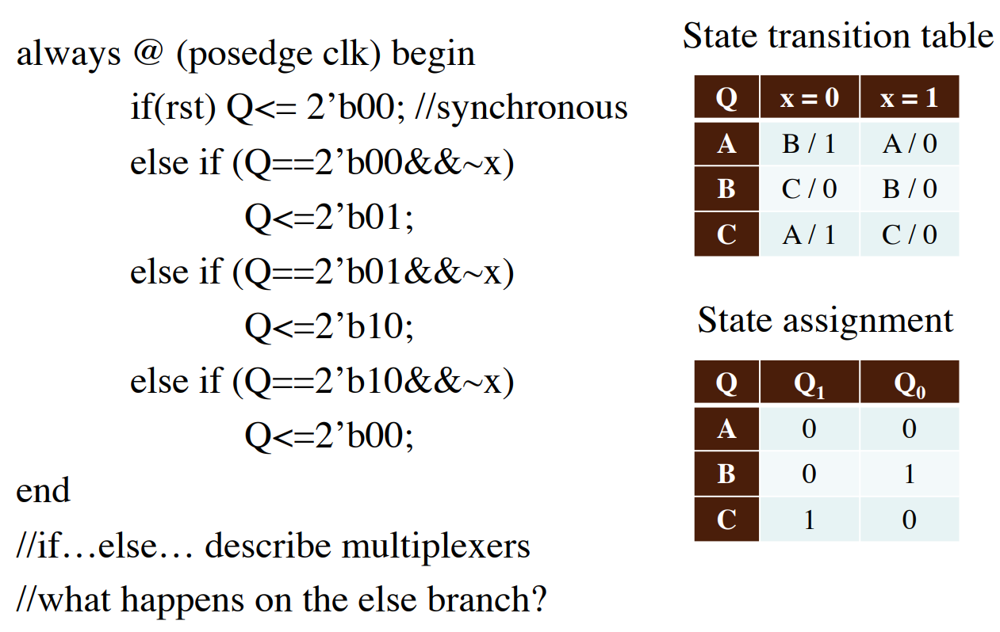 always @ (posedge clk) begin
if(rst) Q<= 2’b00; //synchronous
else if (Q==2’b00&&~x)
Q<=2’b01;
else if (Q==2’b01&&~x)
Q<=2’b10;
else if (Q==2’b10&&~x)
Q<=2’b00;
end
//if…else… describe multiplexers
//what happens on the else branch?
State transition table
Q x = 0 x = 1
A B / 1 A / 0
B C / 0 B / 0
C A / 1 C / 0
State assignment
Q Q1 Q0
A 0 0
B 0 1
C 1 0